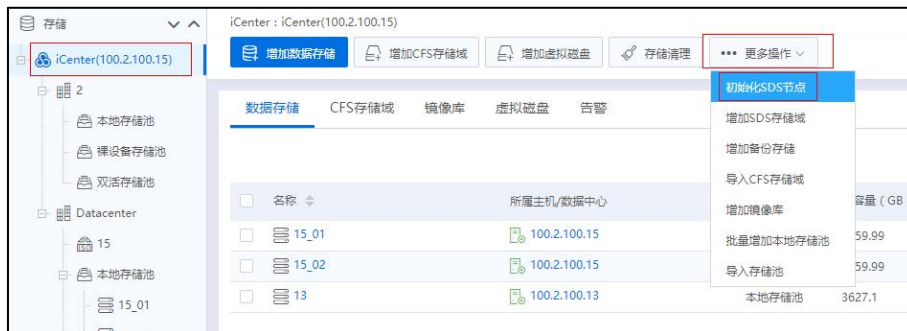 存储
iCenter(100.2.100.15)
2
本地存储池
裸设备存储池
双活存储池
Datacenter
15
本地存储池
15_01
iCenter : iCenter(100.2.100.15)
增加数据存储
增加CFS存储域
增加虚拟磁盘
存储清理
••• 更多操作
初始化SDS节点
增加SDS存储域
增加备份存储
导入CFS存储域
增加镜像库
批量增加本地存储池
导入存储池
数据存储 CFS存储域 镜像库 虚拟磁盘 告警
名称 所属主机/数据中心 容量 ( GB
15_01 100.2.100.15 59.99
15_02 100.2.100.15 59.99
13 100.2.100.13 本地存储池 3627.1